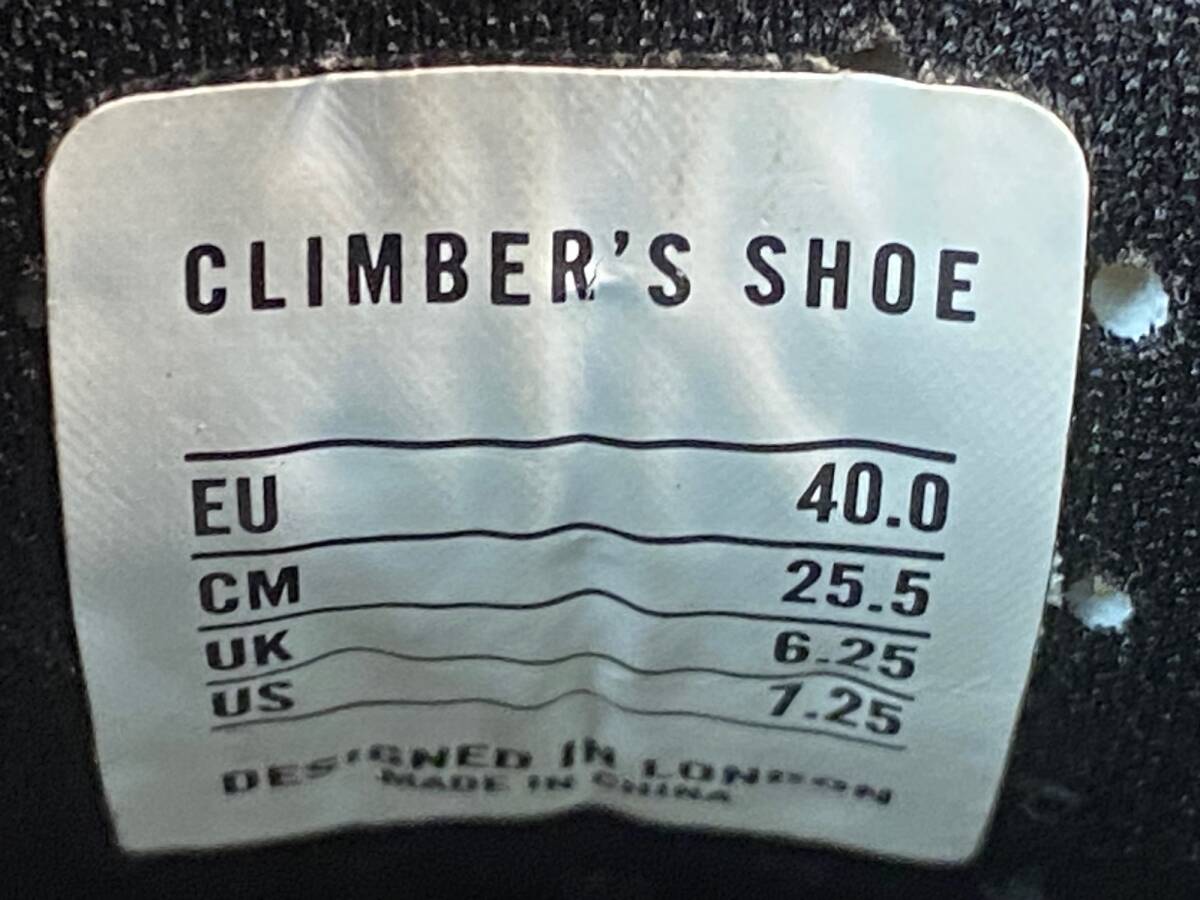 CLIMBER'S SHOE
EU 40.0
CM 25.5
UK 6.25
US 7.25
DESIGNED IN LONDON
MADE IN CHINA